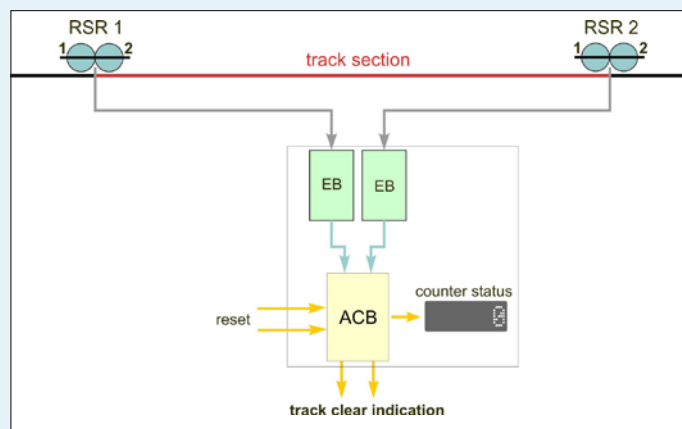 RSR 1
RSR 2
1 2
1 2
track section
EB
EB
counter status
reset
ACB
track clear indication